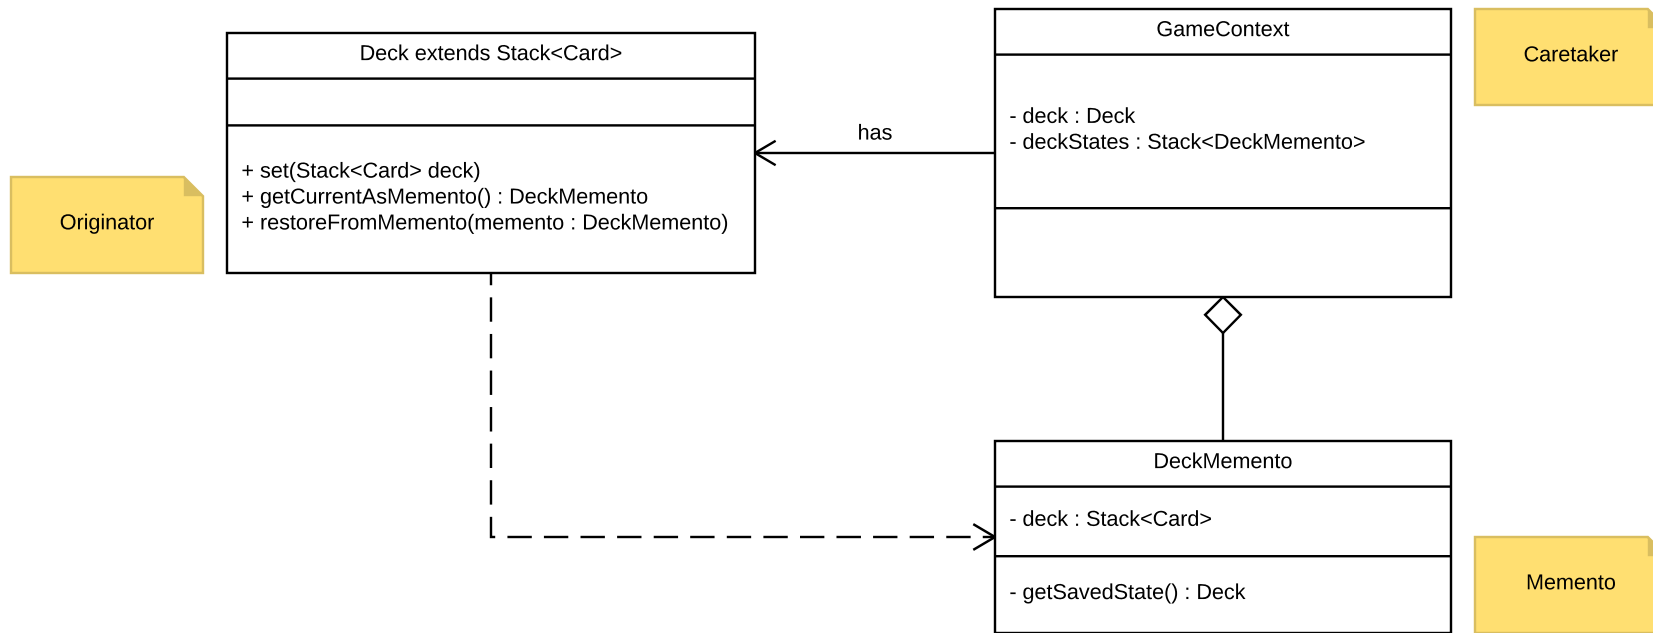 Deck extends Stack<Card>
+ set(Stack<Card> deck)
+ getCurrentAsMemento() : DeckMemento
+ restoreFromMemento(memento : DeckMemento)
Originator
has
GameContext
- deck : Deck
- deckStates : Stack<DeckMemento>
Caretaker
DeckMemento
- deck : Stack<Card>
- getSavedState() : Deck
Memento